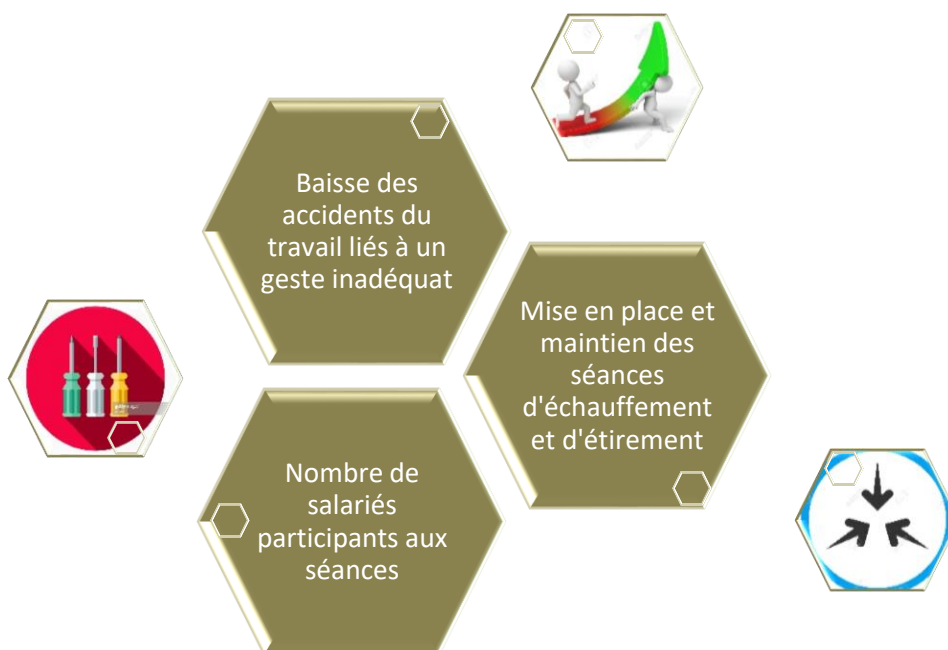 Baisse des
accidents du
travail liés à un
geste inadéquat
Mise en place et
maintien des
séances
d'échauffement
et d'étirement
Nombre de
salariés
participants aux
séances